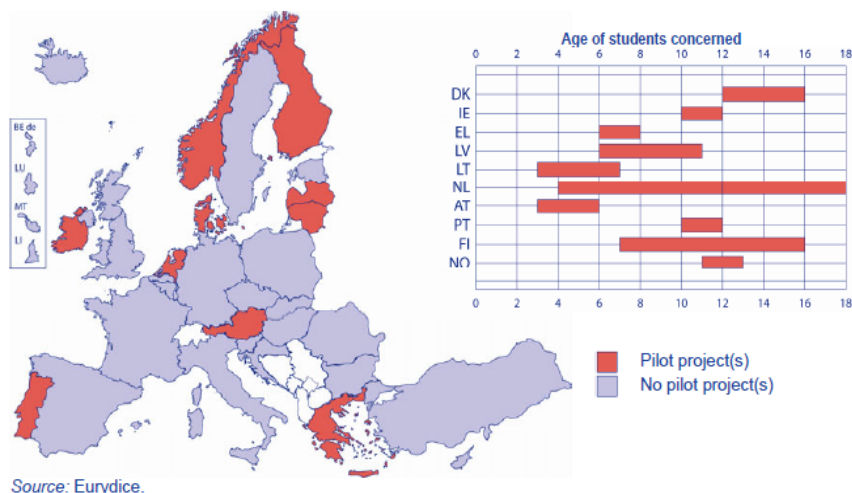 Age of students concerned
0 2 4 6 8 10 12 14 16 18
DK
IE
EL
LV
LT
NL
AT
PT
FI
NO
0 2 4 6 8 10 12 14 16 18
BE de
LU
MT
LI
Pilot project(s)
No pilot project(s)
Source: Eurydice.